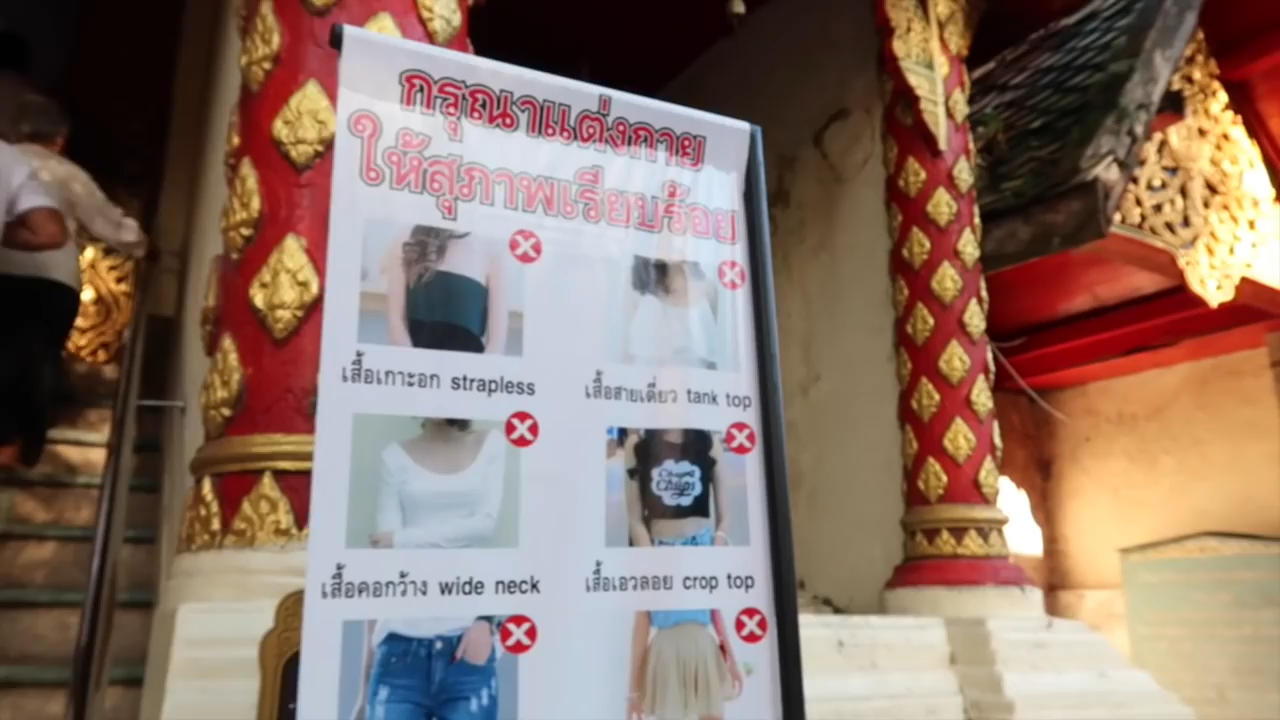 กรุณาแต่งกาย
ให้สุภาพเรียบร้อย
เสื้อเกาะอก strapless
เสื้อสายเดี่ยว tank top
Chupa
Chups
เสื้อคอกว้าง wide neck
เสื้อเอวลอย crop top